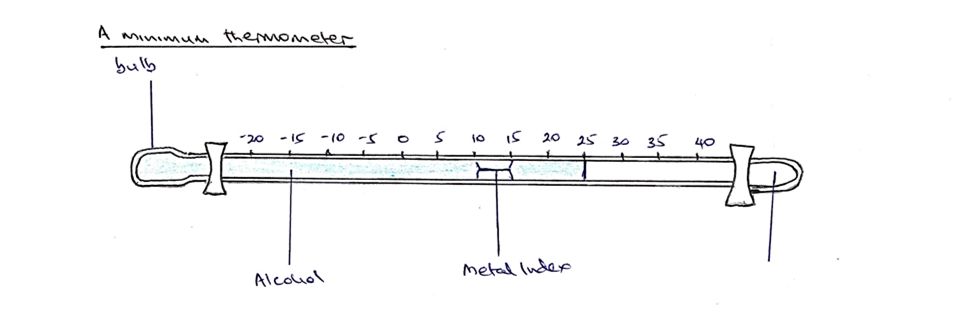 A minimum thermometer
bulb
-20 -15 -10 -5 0 5 10 15 20 25 30 35 40
Alcohol
Metal Index